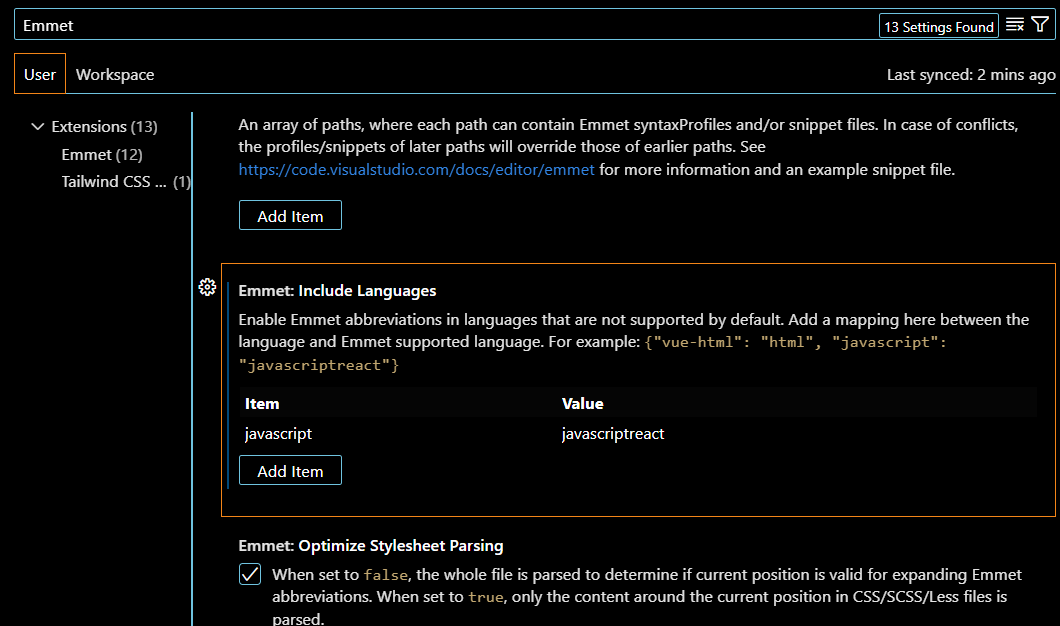 Emmet
13 Settings Found
User
Workspace
Last synced: 2 mins ago
Extensions (13)
Emmet (12)
Tailwind CSS ... (1)
An array of paths, where each path can contain Emmet syntaxProfiles and/or snippet files. In case of conflicts,
the profiles/snippets of later paths will override those of earlier paths. See
https://code.visualstudio.com/docs/editor/emmet for more information and an example snippet file.
Add Item
Emmet: Include Languages
Enable Emmet abbreviations in languages that are not supported by default. Add a mapping here between the
language and Emmet supported language. For example: {"vue-html": "html", "javascript":
"javascriptreact"}
Item Value
javascript javascriptreact
Add Item
Emmet: Optimize Stylesheet Parsing
When set to false, the whole file is parsed to determine if current position is valid for expanding Emmet
abbreviations. When set to true, only the content around the current position in CSS/SCSS/Less files is
parsed.